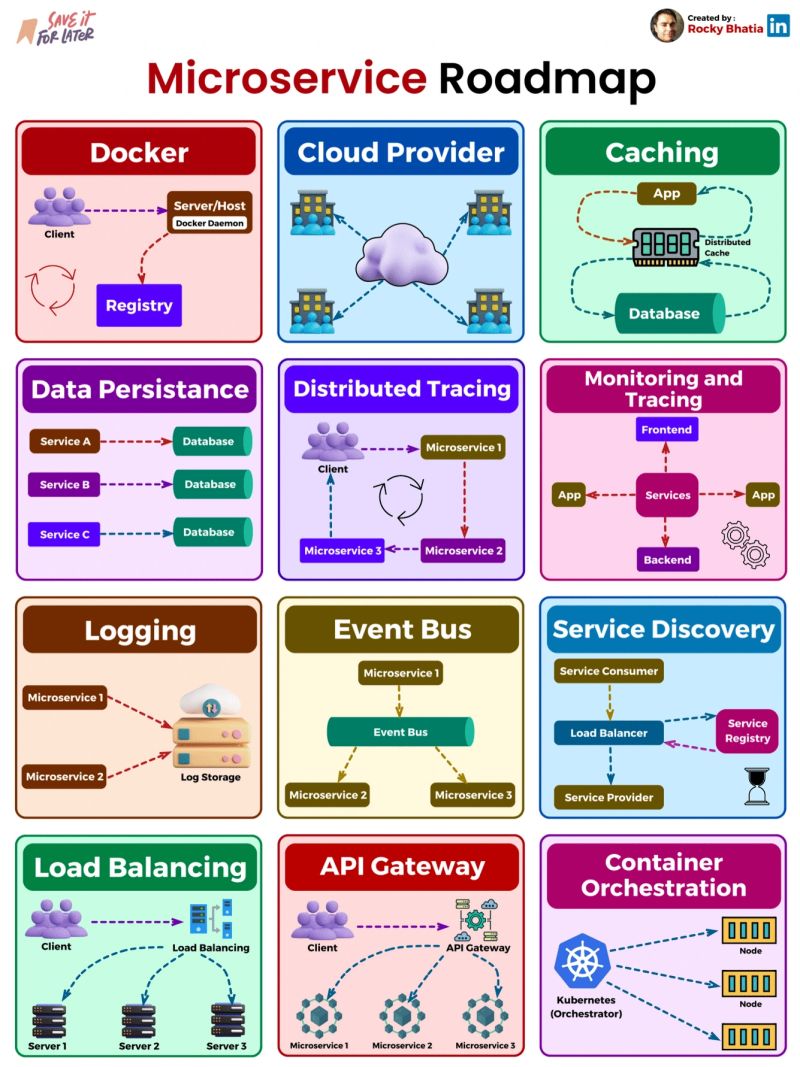 SAVE IT
FOR LATER
Created by :
Rocky Bhatia
in
Microservice Roadmap
Docker
Client
Server/Host
Docker Daemon
Registry
Cloud Provider
Caching
App
Distributed
Cache
Database
Data Persistance
Service A
Database
Service B
Database
Service C
Database
Distributed Tracing
Client
Microservice 1
Microservice 3
Microservice 2
Monitoring and
Tracing
Frontend
App
Services
App
Backend
Logging
Microservice 1
Microservice 2
Log Storage
Event Bus
Microservice 1
Event Bus
Microservice 2
Microservice 3
Service Discovery
Service Consumer
Load Balancer
Service
Registry
Service Provider
Load Balancing
Client
Load Balancing
Server 1
Server 2
Server 3
API Gateway
Client
API Gateway
Microservice 1
Microservice 2
Microservice 3
Container
Orchestration
Kubernetes
(Orchestrator)
Node
Node